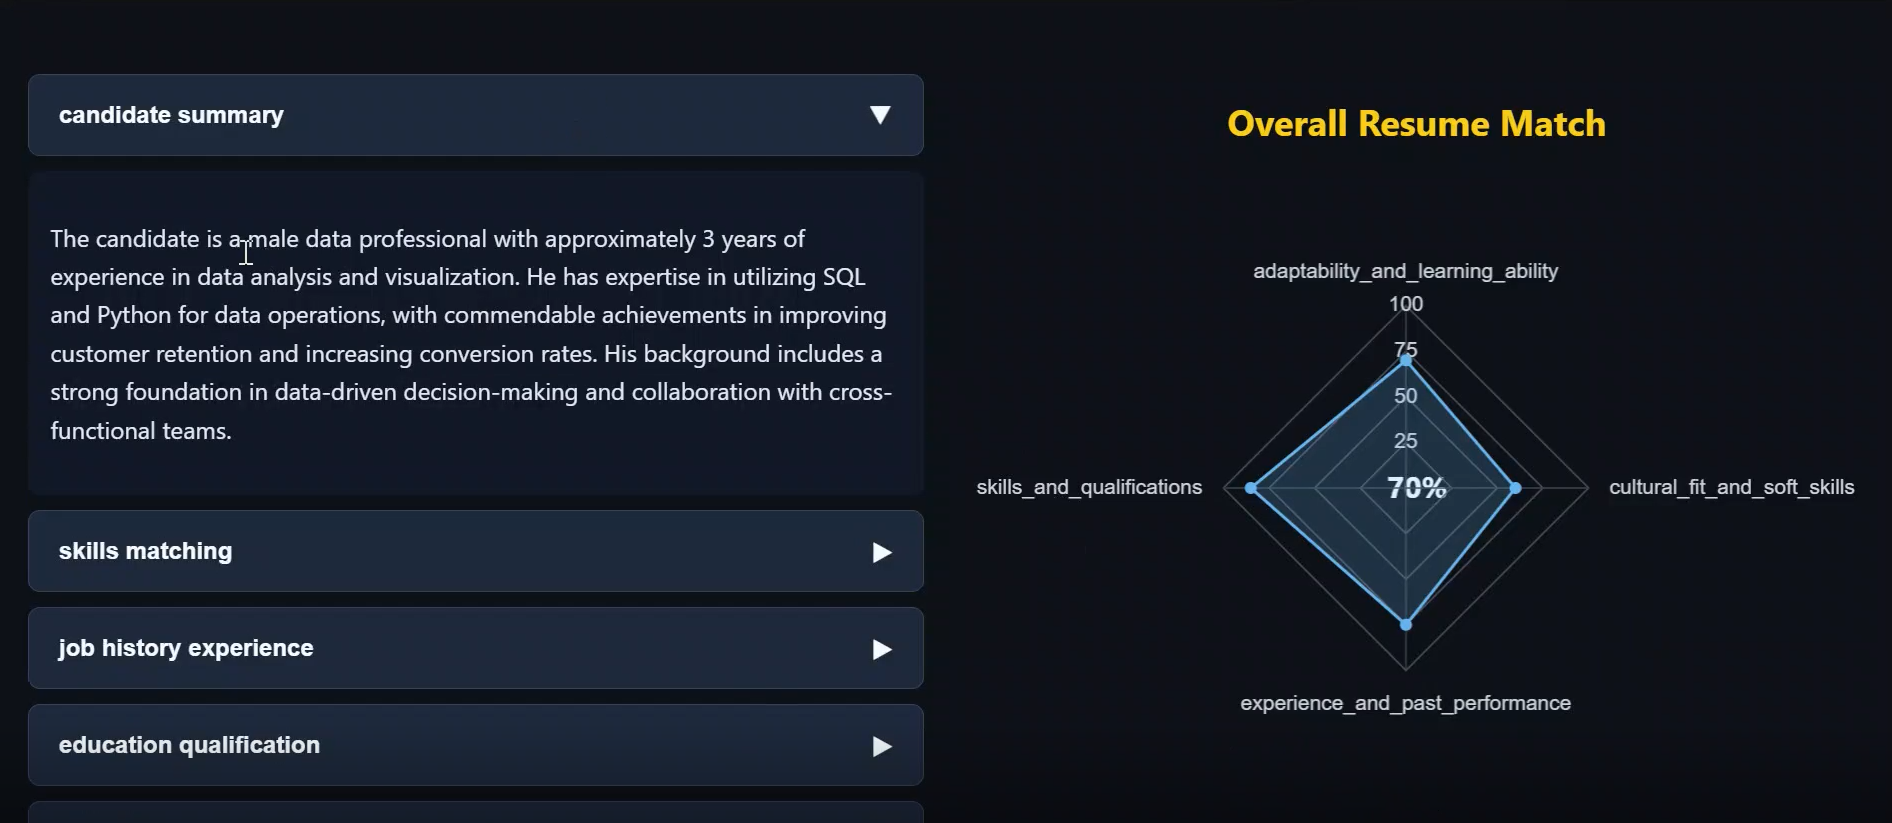 candidate summary ▼
The candidate is a male data professional with approximately 3 years of
experience in data analysis and visualization. He has expertise in utilizing SQL
and Python for data operations, with commendable achievements in improving
customer retention and increasing conversion rates. His background includes a
strong foundation in data-driven decision-making and collaboration with cross-
functional teams.
skills matching ▶
job history experience ▶
education qualification ▶
Overall Resume Match
adaptability_and_learning_ability
100
75
50
25
skills_and_qualifications
70%
cultural_fit_and_soft_skills
experience_and_past_performance